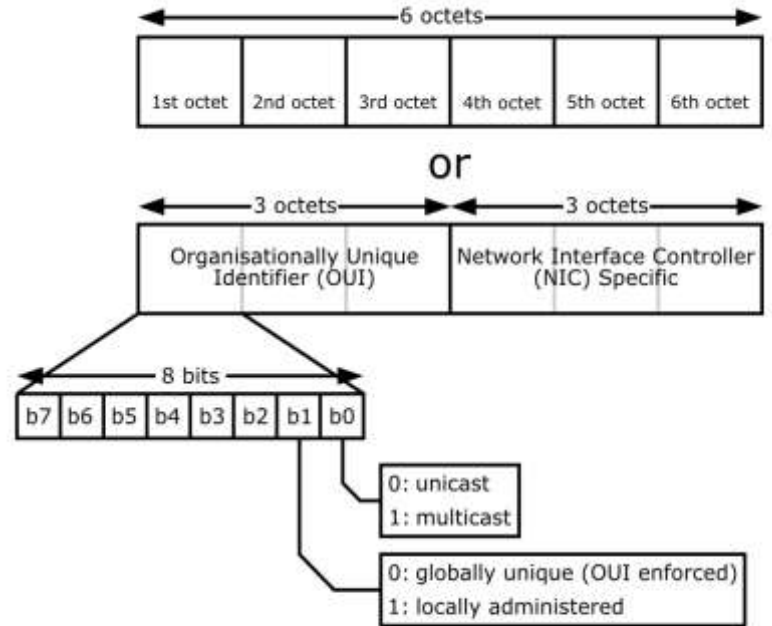 6 octets
1st octet 2nd octet 3rd octet 4th octet 5th octet 6th octet
or
3 octets 3 octets
Organisationally Unique
Identifier (OUI)
Network Interface Controller
(NIC) Specific
8 bits
b7 b6 b5 b4 b3 b2 b1 b0
0: unicast
1: multicast
0: globally unique (OUI enforced)
1: locally administered